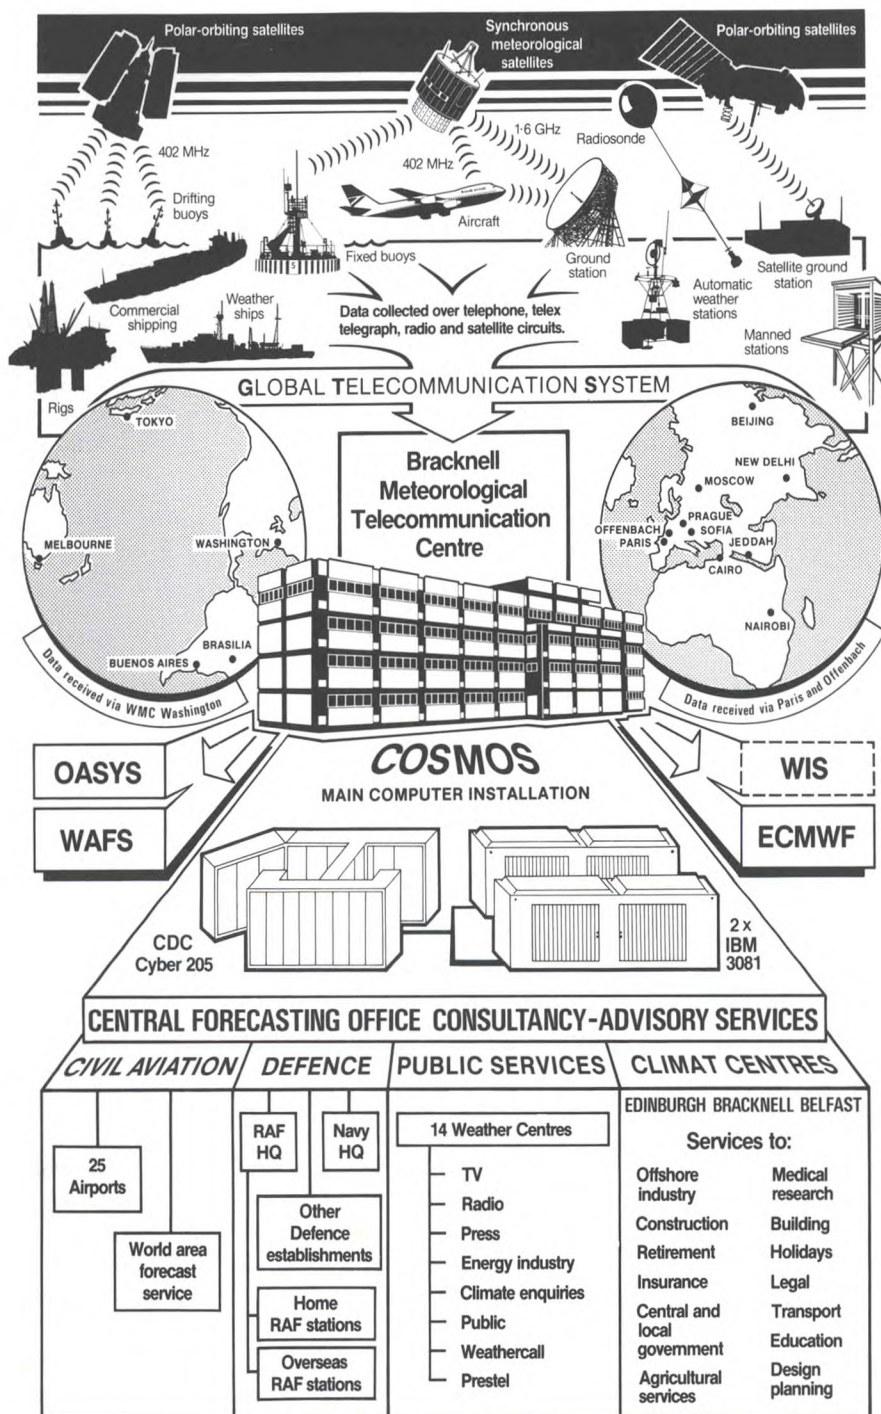 Polar-orbiting satellites
Synchronous
meteorological
satellites
Polar-orbiting satellites
402 MHz
1·6 GHz
402 MHz
Radiosonde
Drifting
buoys
Aircraft
Fixed buoys
Ground
station
Satellite ground
station
Automatic
weather
stations
Commercial
shipping
Weather
ships
Data collected over telephone, telex
telegraph, radio and satellite circuits.
Manned
stations
Rigs
GLOBAL TELECOMMUNICATION SYSTEM
TOKYO
MELBOURNE
WASHINGTON
BRASILIA
BUENOS AIRES
Data received via WMC Washington
Bracknell
Meteorological
Telecommunication
Centre
BEIJING
NEW DELHI
MOSCOW
PRAGUE
OFFENBACH
SOFIA
PARIS
JEDDAH
CAIRO
NAIROBI
Data received via Paris and Offenbach
OASYS
WAFS
COSMOS
MAIN COMPUTER INSTALLATION
WIS
ECMWF
CDC
Cyber 205
2 x
IBM
3081
CENTRAL FORECASTING OFFICE CONSULTANCY-ADVISORY SERVICES
CIVIL AVIATION
DEFENCE
PUBLIC SERVICES
CLIMAT CENTRES
25
Airports
World area
forecast
service
RAF
HQ
Navy
HQ
Other
Defence
establishments
Home
RAF stations
Overseas
RAF stations
14 Weather Centres
TV
Radio
Press
Energy industry
Climate enquiries
Public
Weathercall
Prestel
EDINBURGH BRACKNELL BELFAST
Services to:
Offshore
industry
Construction
Retirement
Insurance
Central and
local
government
Agricultural
services
Medical
research
Building
Holidays
Legal
Transport
Education
Design
planning